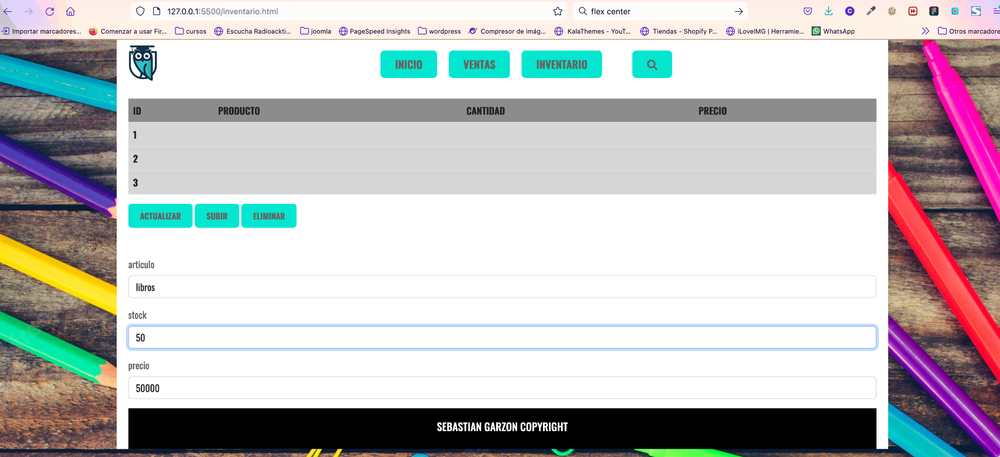 127.0.0.1:5500/inventario.html
flex center
Importar marcadores... Comenzar a usar Fir... cursos Escucha Radioackti... joomla PageSpeed Insights wordpress Compresor de imág... KalaThemes - YouT... Tiendas - Shopify P... iLoveIMG | Herramie... WhatsApp Otros marcadore
INICIO VENTAS INVENTARIO
ID PRODUCTO CANTIDAD PRECIO
1
2
3
ACTUALIZAR SUBIR ELIMINAR
articulo
libros
stock
50
precio
50000
SEBASTIAN GARZON COPYRIGHT